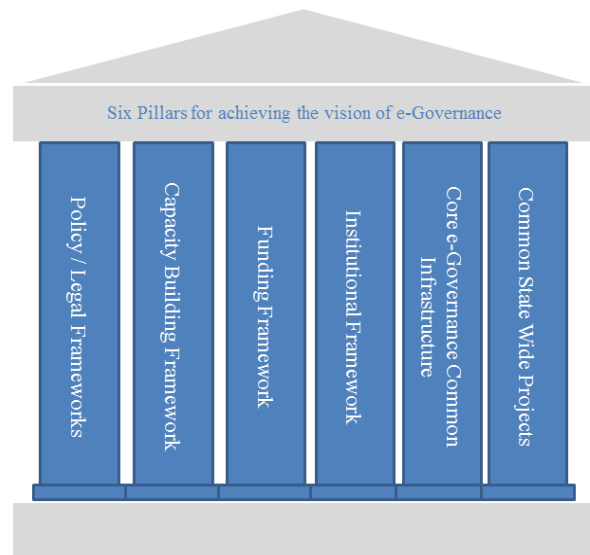 Six Pillars for achieving the vision of e-Governance
Policy / Legal Frameworks
Capacity Building Framework
Funding Framework
Institutional Framework
Core e-Governance Common
Infrastructure
Common State Wide Projects